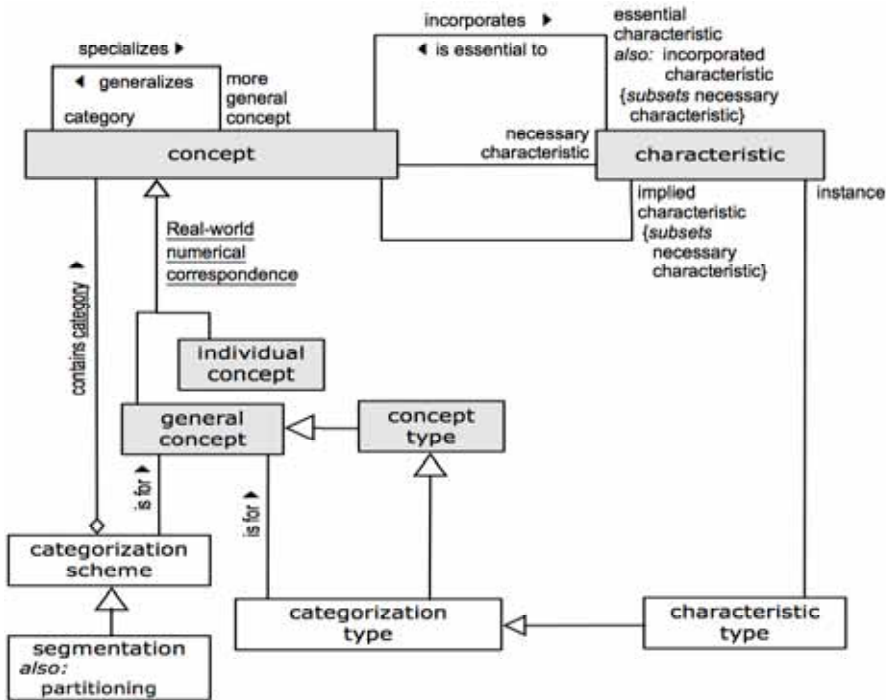 incorporates ▶
essential
characteristic
also: incorporated
characteristic
{subsets necessary
characteristic}
◀ is essential to
specializes ▶
◀ generalizes
more
general
concept
category
concept
necessary
characteristic
characteristic
implied
characteristic
{subsets
necessary
characteristic}
instance
Real-world
numerical
correspondence
contains category ▶
individual
concept
general
concept
concept
type
is for ▶
is for ▶
categorization
scheme
categorization
type
characteristic
type
segmentation
also:
partitioning